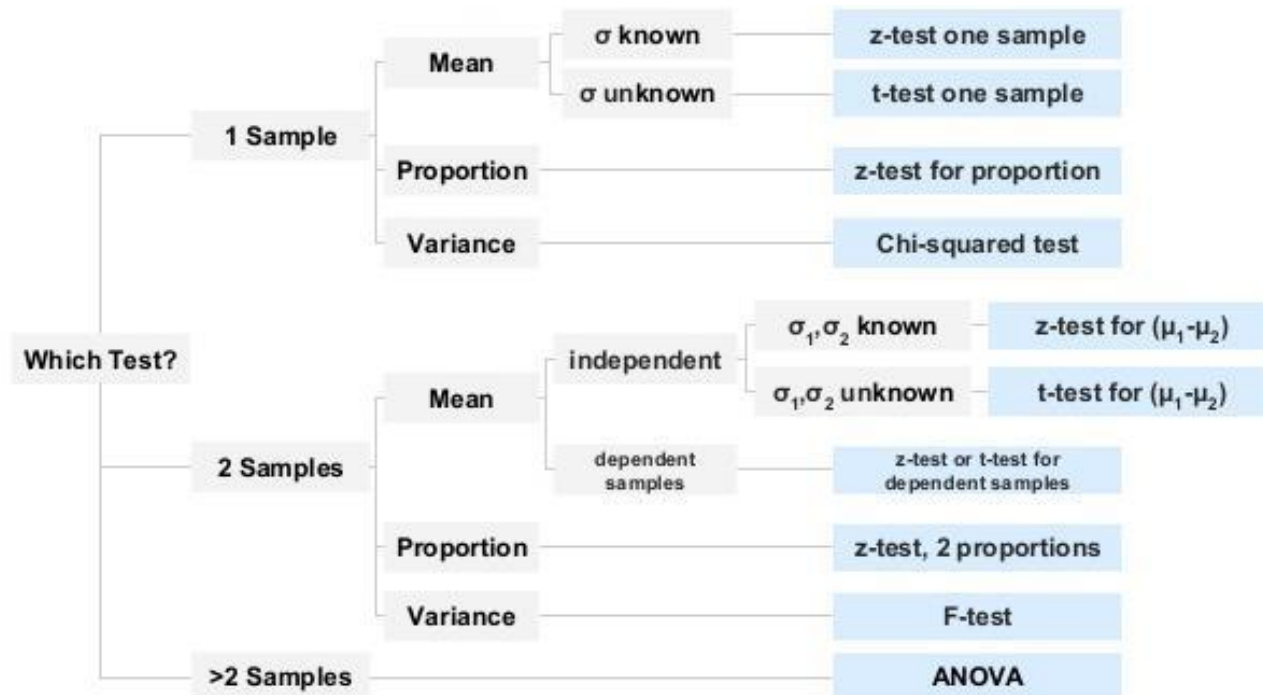 Mean
σ known
z-test one sample
σ unknown
t-test one sample
1 Sample
Proportion
z-test for proportion
Variance
Chi-squared test
Which Test?
2 Samples
Mean
independent
σ₁,σ₂ known
z-test for (μ₁-μ₂)
σ₁,σ₂ unknown
t-test for (μ₁-μ₂)
dependent
samples
z-test or t-test for
dependent samples
Proportion
z-test, 2 proportions
Variance
F-test
>2 Samples
ANOVA